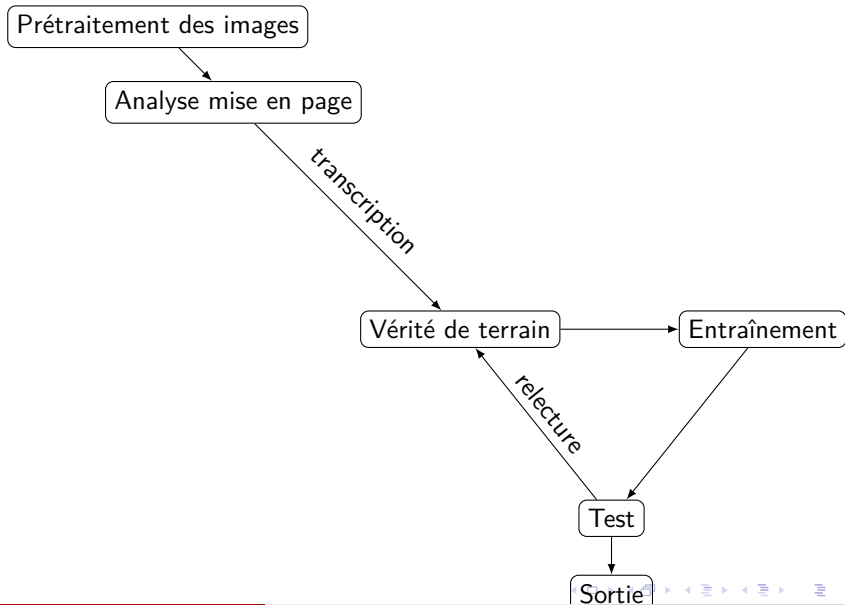 Prétraitement des images
Analyse mise en page
transcription
Vérité de terrain
Entraînement
relecture
Test
Sortie